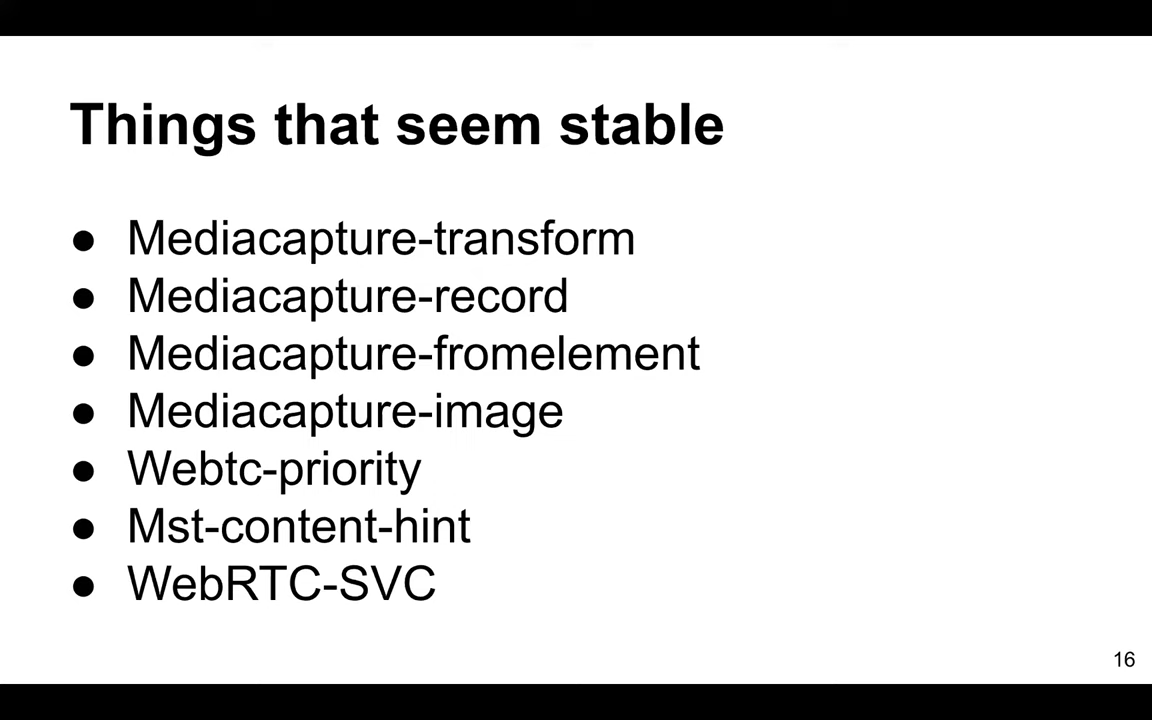 Things that seem stable
● Mediacapture-transform
● Mediacapture-record
● Mediacapture-fromelement
● Mediacapture-image
● Webtc-priority
● Mst-content-hint
● WebRTC-SVC
16